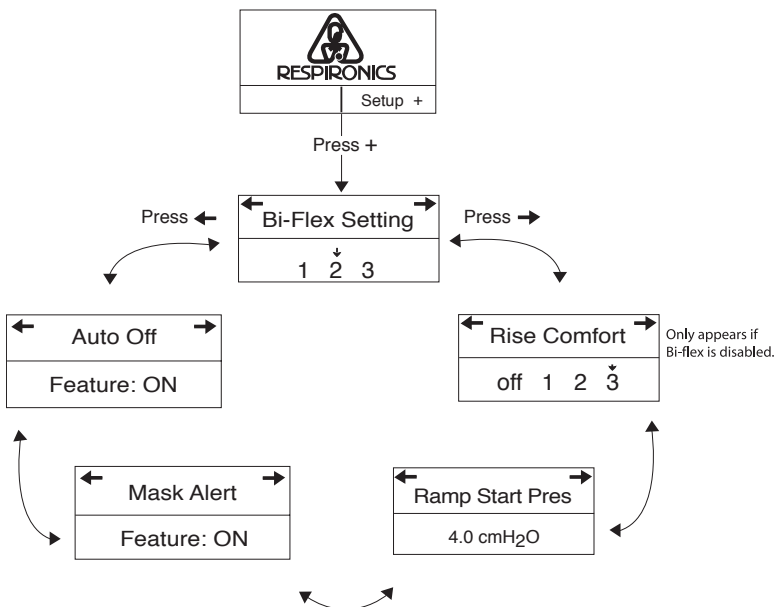 RESPIRONICS
Setup +
Press +
Press ←
Bi-Flex Setting
Press →
1 2 3
Auto Off
Feature: ON
Rise Comfort
off 1 2 3
Only appears if
Bi-flex is disabled.
Mask Alert
Feature: ON
Ramp Start Pres
4.0 cmH2O